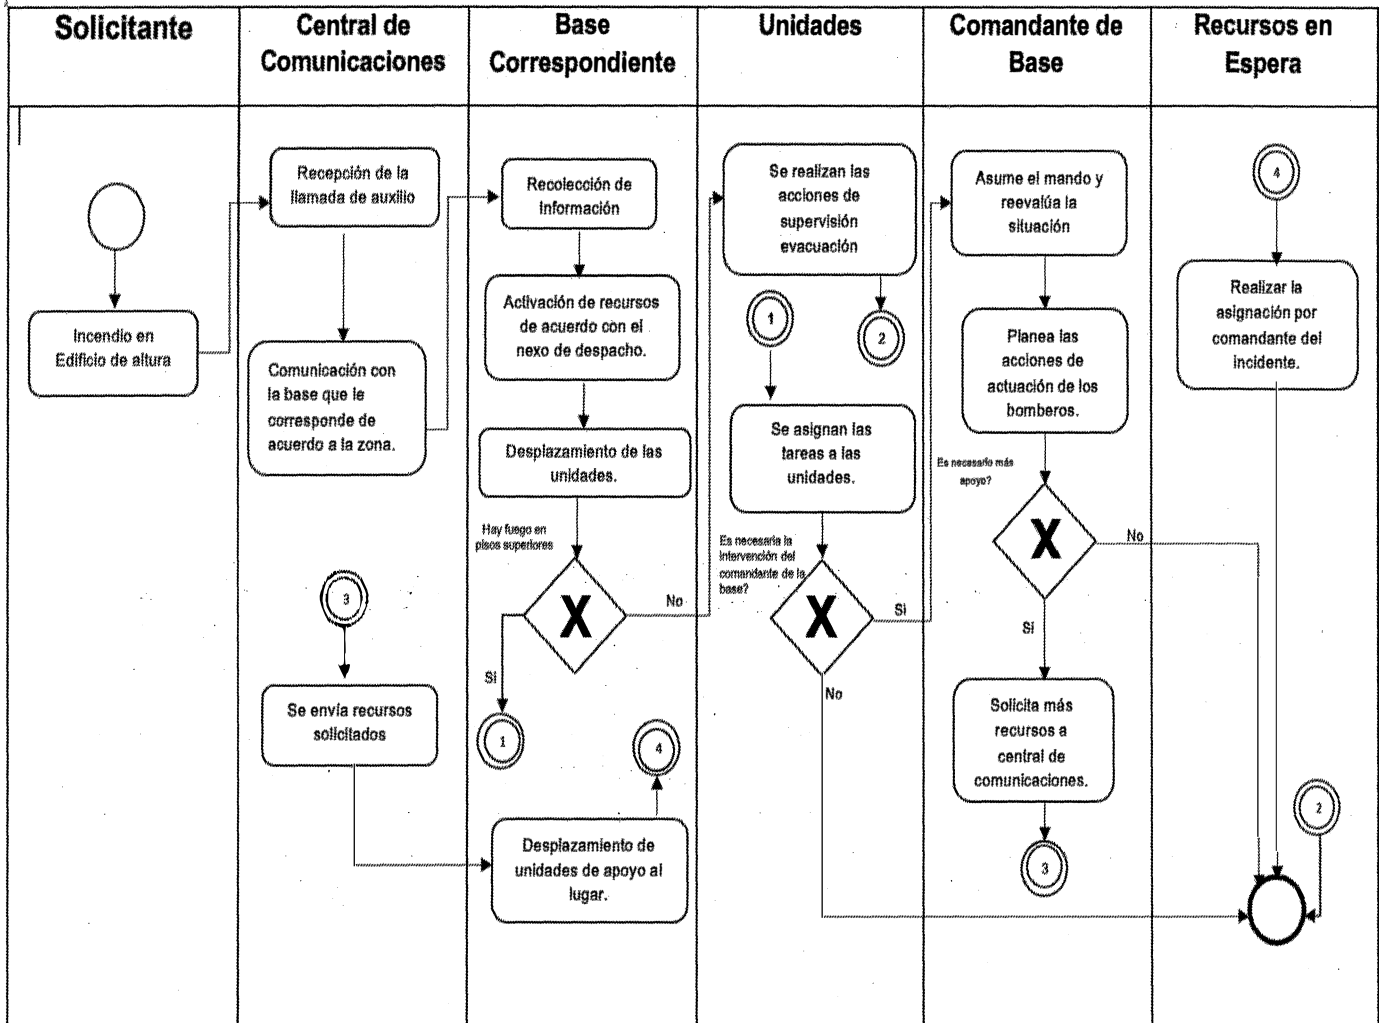 Solicitante
Central de
Comunicaciones
Base
Correspondiente
Unidades
Comandante de
Base
Recursos en
Espera
Incendio en
Edificio de altura
Recepción de la
llamada de auxilio
Comunicación con
la base que le
corresponde de
acuerdo a la zona.
3
Se envía recursos
solicitados
Recolección de
Información
Activación de recursos
de acuerdo con el
nexo de despacho.
Desplazamiento de las
unidades.
Hay fuego en
pisos superiores
X
No
Si
1
4
Desplazamiento de
unidades de apoyo al
lugar.
Se realizan las
acciones de
supervisión
evacuación
1
2
Se asignan las
tareas a las
unidades.
Es necesaria la
intervención del
comandante de la
base?
X
Si
No
Asume el mando y
reevalúa la
situación
Planea las
acciones de
actuación de los
bomberos.
Es necesario más
apoyo?
X
No
Si
Solicita más
recursos a
central de
comunicaciones.
3
4
Realizar la
asignación por
comandante del
incidente.
2